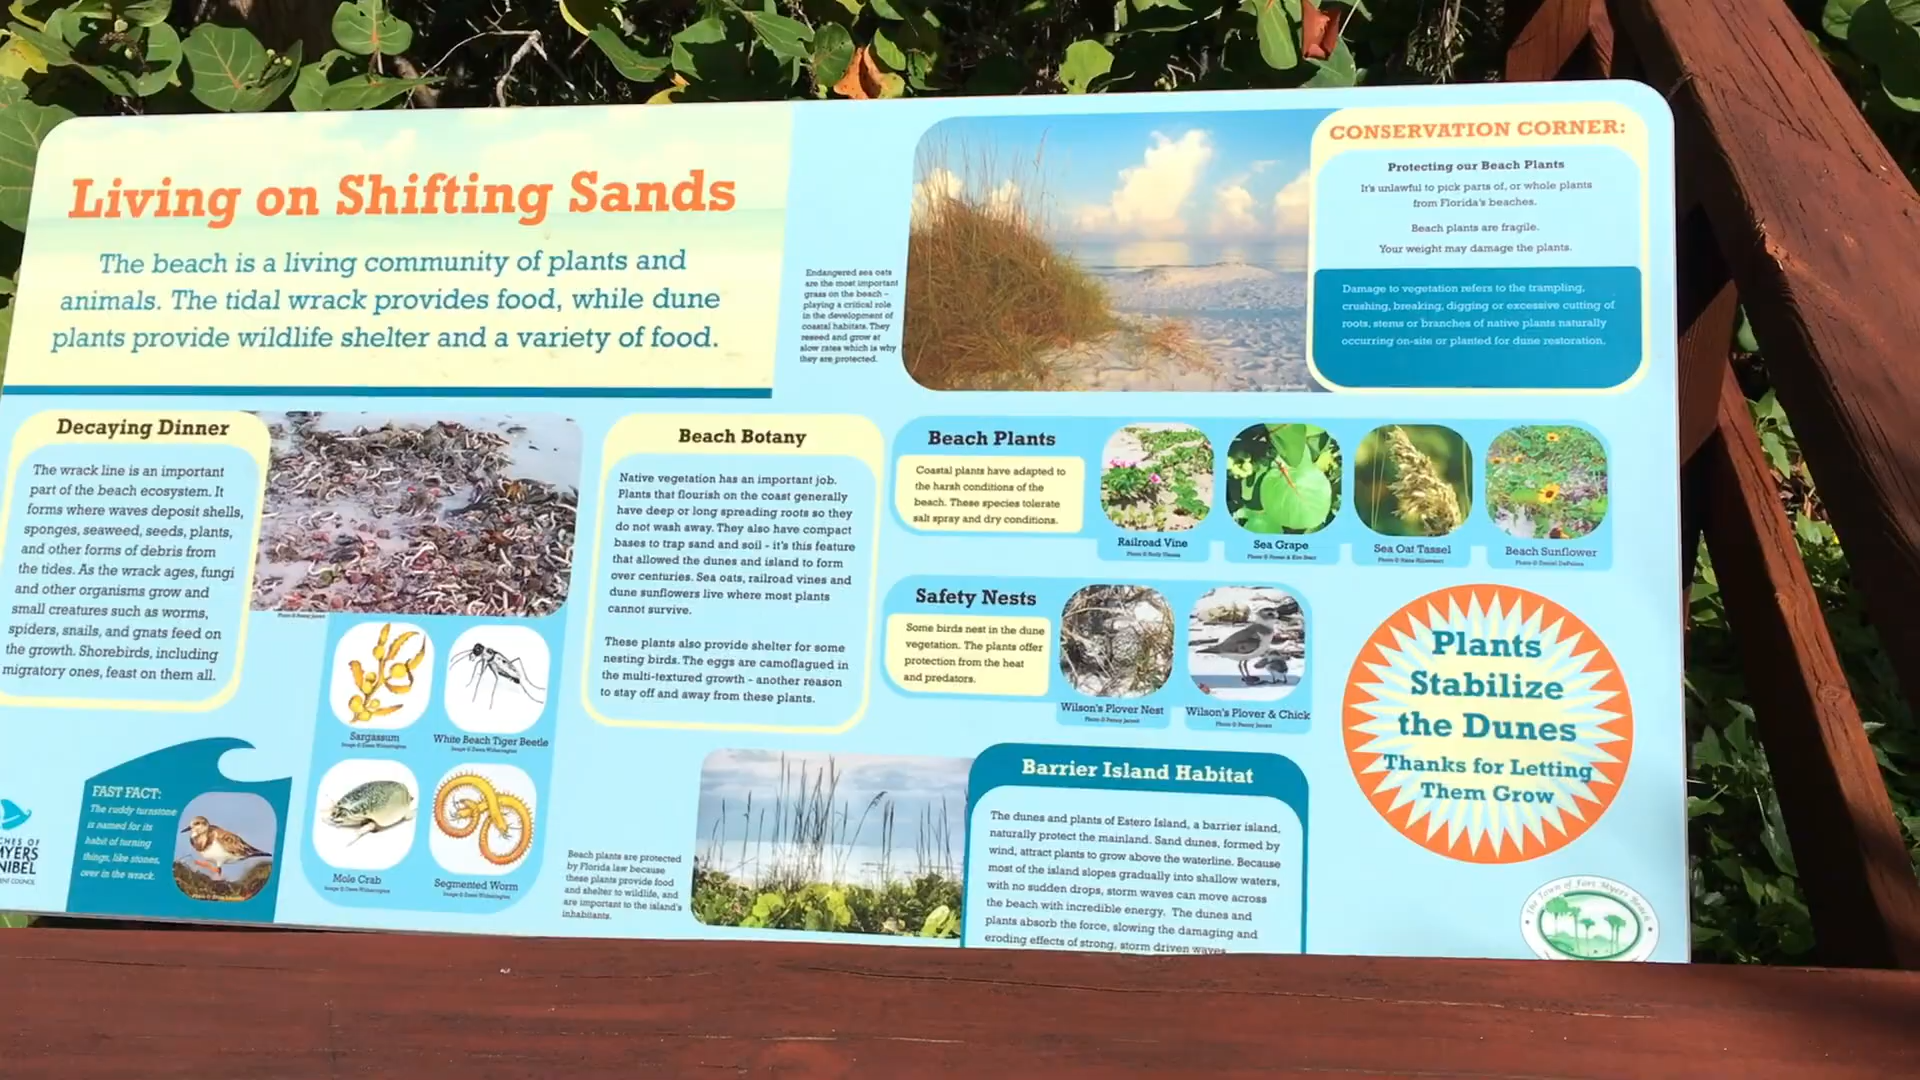 Living on Shifting Sands
The beach is a living community of plants and
animals. The tidal wrack provides food, while dune
plants provide wildlife shelter and a variety of food.
Endangered sea oats
are the most important
grass on the beach –
playing a critical role
in the development of
coastal habitats. They
reseed and grow at
slow rates which is why
they are protected.
CONSERVATION CORNER:
Protecting our Beach Plants
It's unlawful to pick parts of, or whole plants
from Florida's beaches.
Beach plants are fragile.
Your weight may damage the plants.
Damage to vegetation refers to the trampling,
crushing, breaking, digging or excessive cutting of
roots, stems or branches of native plants naturally
occurring on-site or planted for dune restoration.
Decaying Dinner
The wrack line is an important
part of the beach ecosystem. It
forms where waves deposit shells,
sponges, seaweed, seeds, plants,
and other forms of debris from
the tides. As the wrack ages, fungi
and other organisms grow and
small creatures such as worms,
spiders, snails, and gnats feed on
the growth. Shorebirds, including
migratory ones, feast on them all.
Sargassum
White Beach Tiger Beetle
Mole Crab
Segmented Worm
FAST FACT:
The ruddy turnstone
is named for its
habit of turning
things, like stones,
over in the wrack.
Beach Botany
Native vegetation has an important job.
Plants that flourish on the coast generally
have deep or long spreading roots so they
do not wash away. They also have compact
bases to trap sand and soil - it's this feature
that allowed the dunes and island to form
over centuries. Sea oats, railroad vines and
dune sunflowers live where most plants
cannot survive.
These plants also provide shelter for some
nesting birds. The eggs are camoflagued in
the multi-textured growth - another reason
to stay off and away from these plants.
Beach Plants
Coastal plants have adapted to
the harsh conditions of the
beach. These species tolerate
salt spray and dry conditions.
Railroad Vine
Sea Grape
Sea Oat Tassel
Beach Sunflower
Safety Nests
Some birds nest in the dune
vegetation. The plants offer
protection from the heat
and predators.
Wilson's Plover Nest
Wilson's Plover & Chick
Beach plants are protected
by Florida law because
these plants provide food
and shelter to wildlife, and
are important to the island's
inhabitants.
Barrier Island Habitat
The dunes and plants of Estero Island, a barrier island,
naturally protect the mainland. Sand dunes, formed by
wind, attract plants to grow above the waterline. Because
most of the island slopes gradually into shallow waters,
with no sudden drops, storm waves can move across
the beach with incredible energy. The dunes and
plants absorb the force, slowing the damaging and
eroding effects of strong, storm driven waves
Plants
Stabilize
the Dunes
Thanks for Letting
Them Grow
The Town of Fort Myers Beach